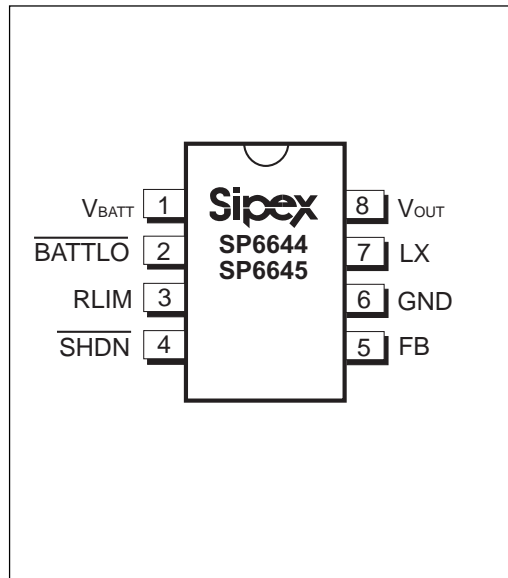 Sipex
SP6644
SP6645
VBATT 1
BATTLO 2
RLIM 3
SHDN 4
8 VOUT
7 LX
6 GND
5 FB